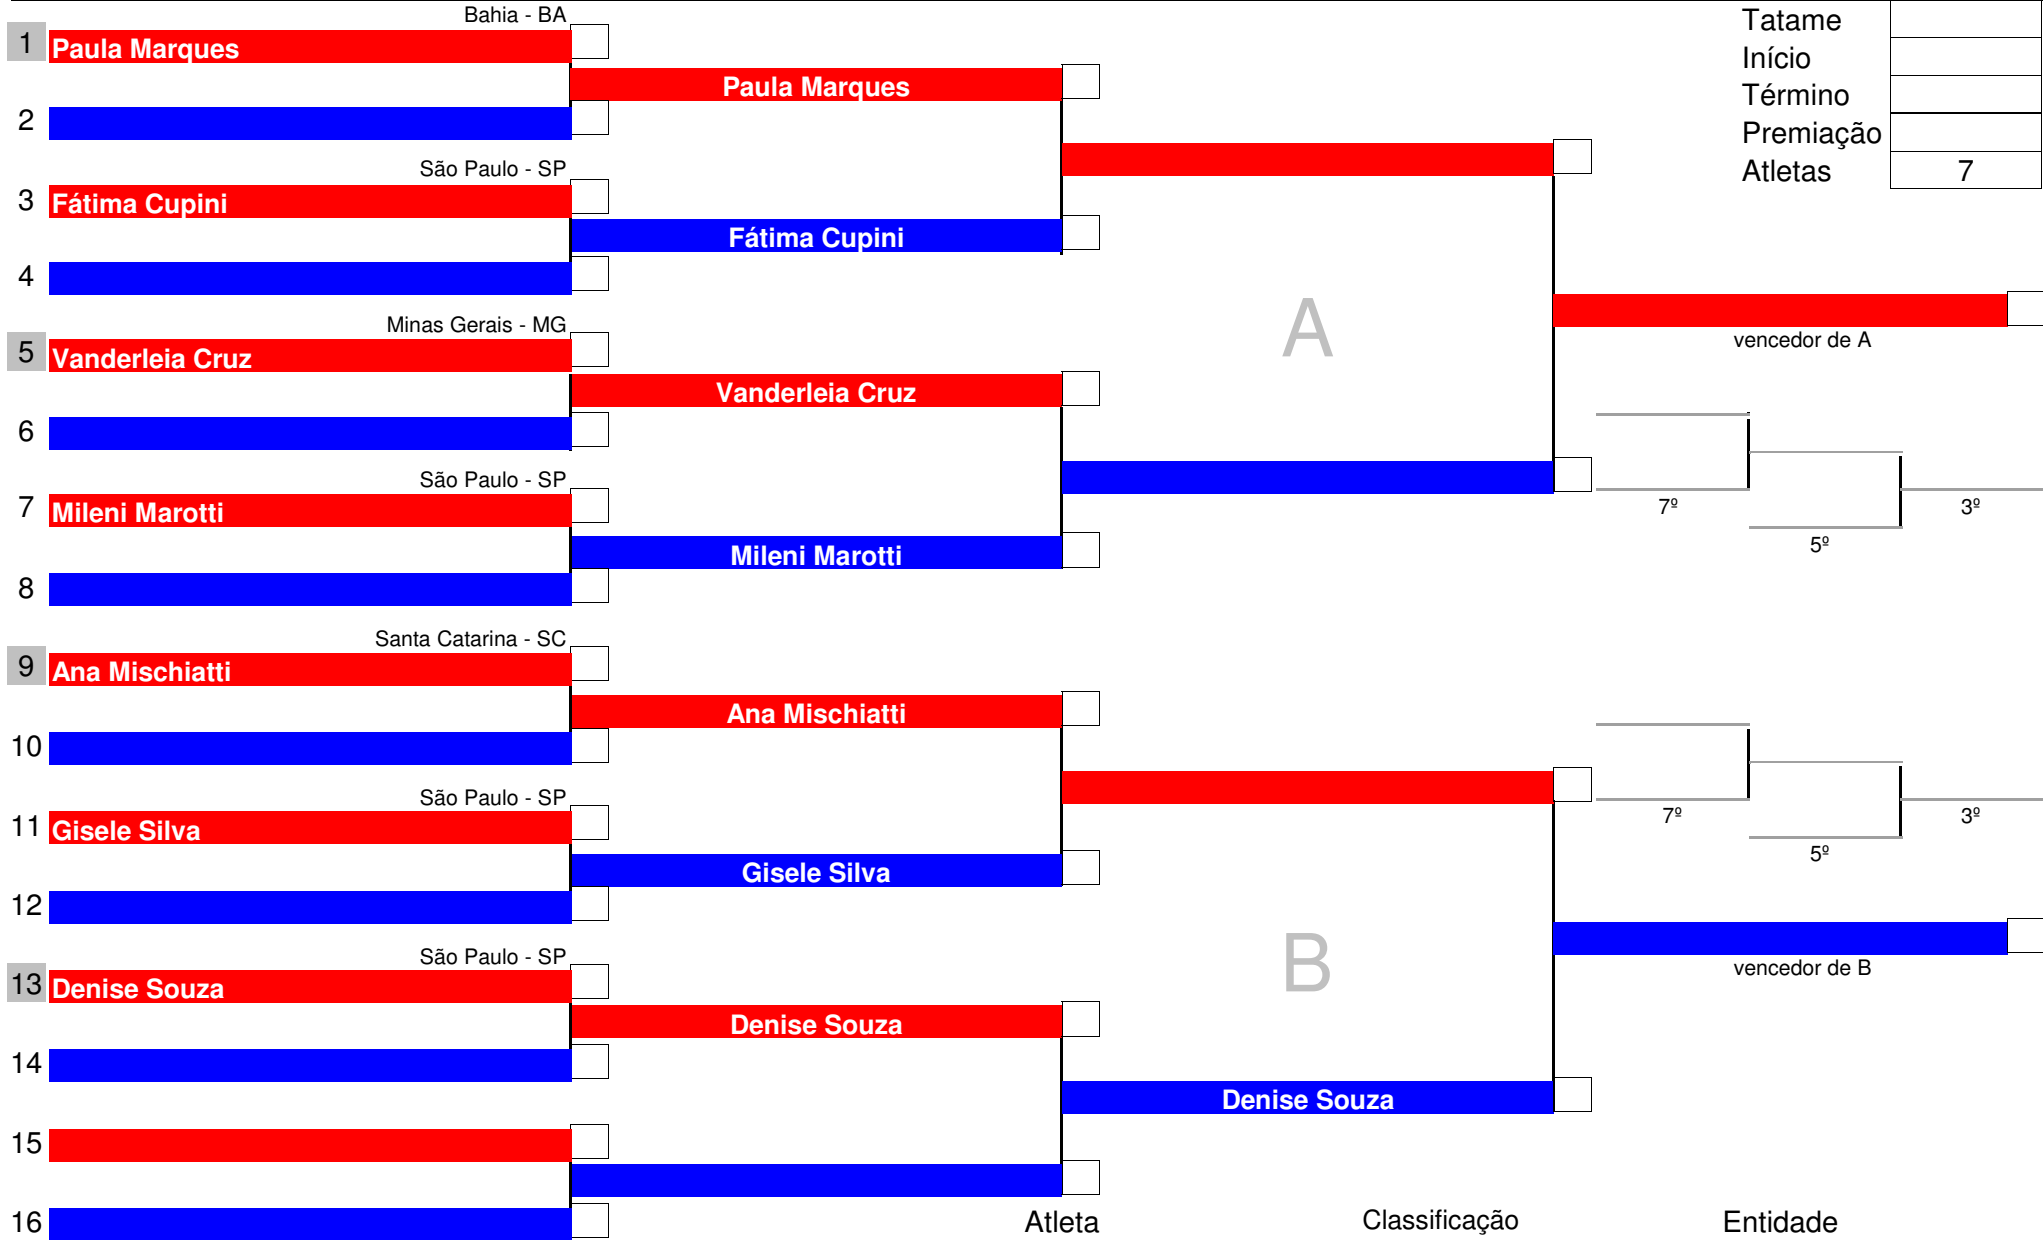 Bahia - BA
1 Paula Marques
Paula Marques
2
São Paulo - SP
3 Fátima Cupini
Fátima Cupini
4
Minas Gerais - MG
5 Vanderleia Cruz
Vanderleia Cruz
6
São Paulo - SP
7 Mileni Marotti
Mileni Marotti
8
Santa Catarina - SC
9 Ana Mischiatti
Ana Mischiatti
10
São Paulo - SP
11 Gisele Silva
Gisele Silva
12
São Paulo - SP
13 Denise Souza
Denise Souza
14
Denise Souza
15
16
A
B
Tatame
Início
Término
Premiação
Atletas 7
vencedor de A
7º
3º
5º
7º
3º
5º
vencedor de B
Atleta Classificação Entidade